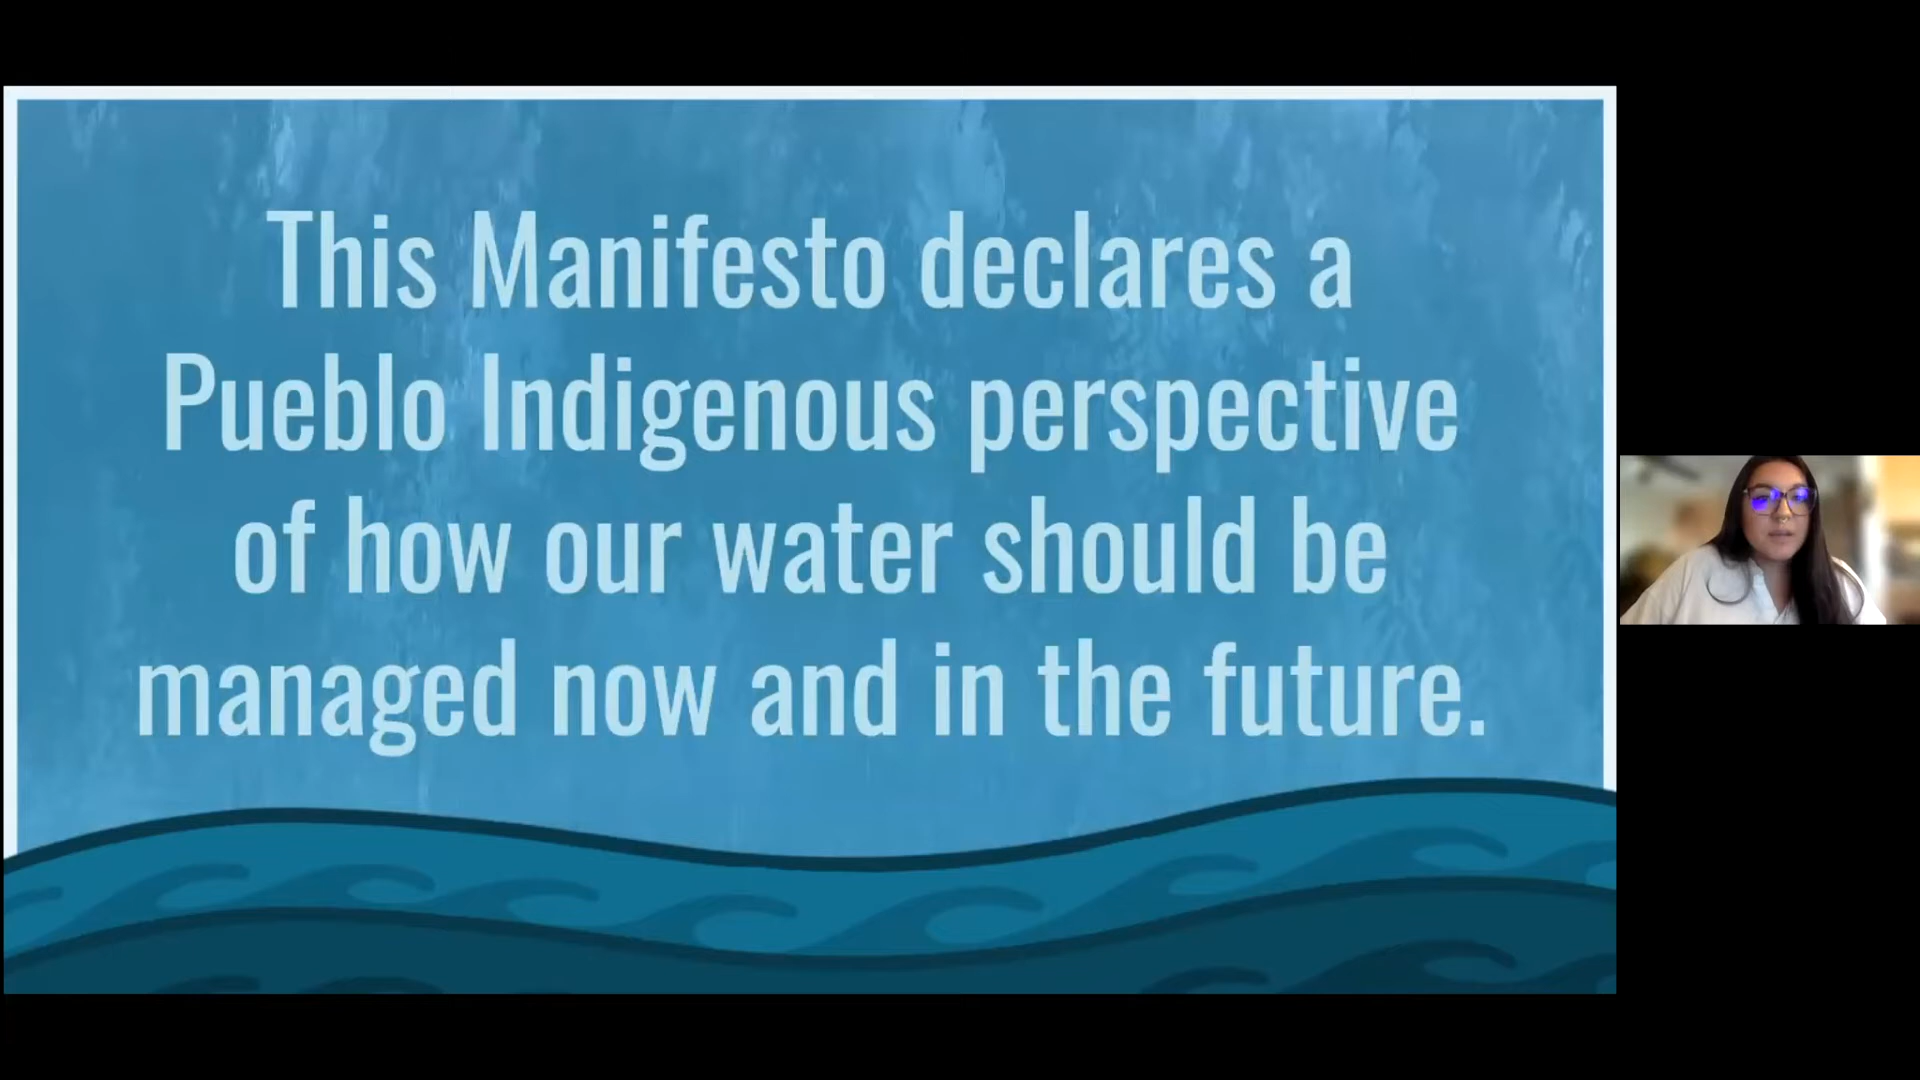 This Manifesto declares a
Pueblo Indigenous perspective
of how our water should be
managed now and in the future.